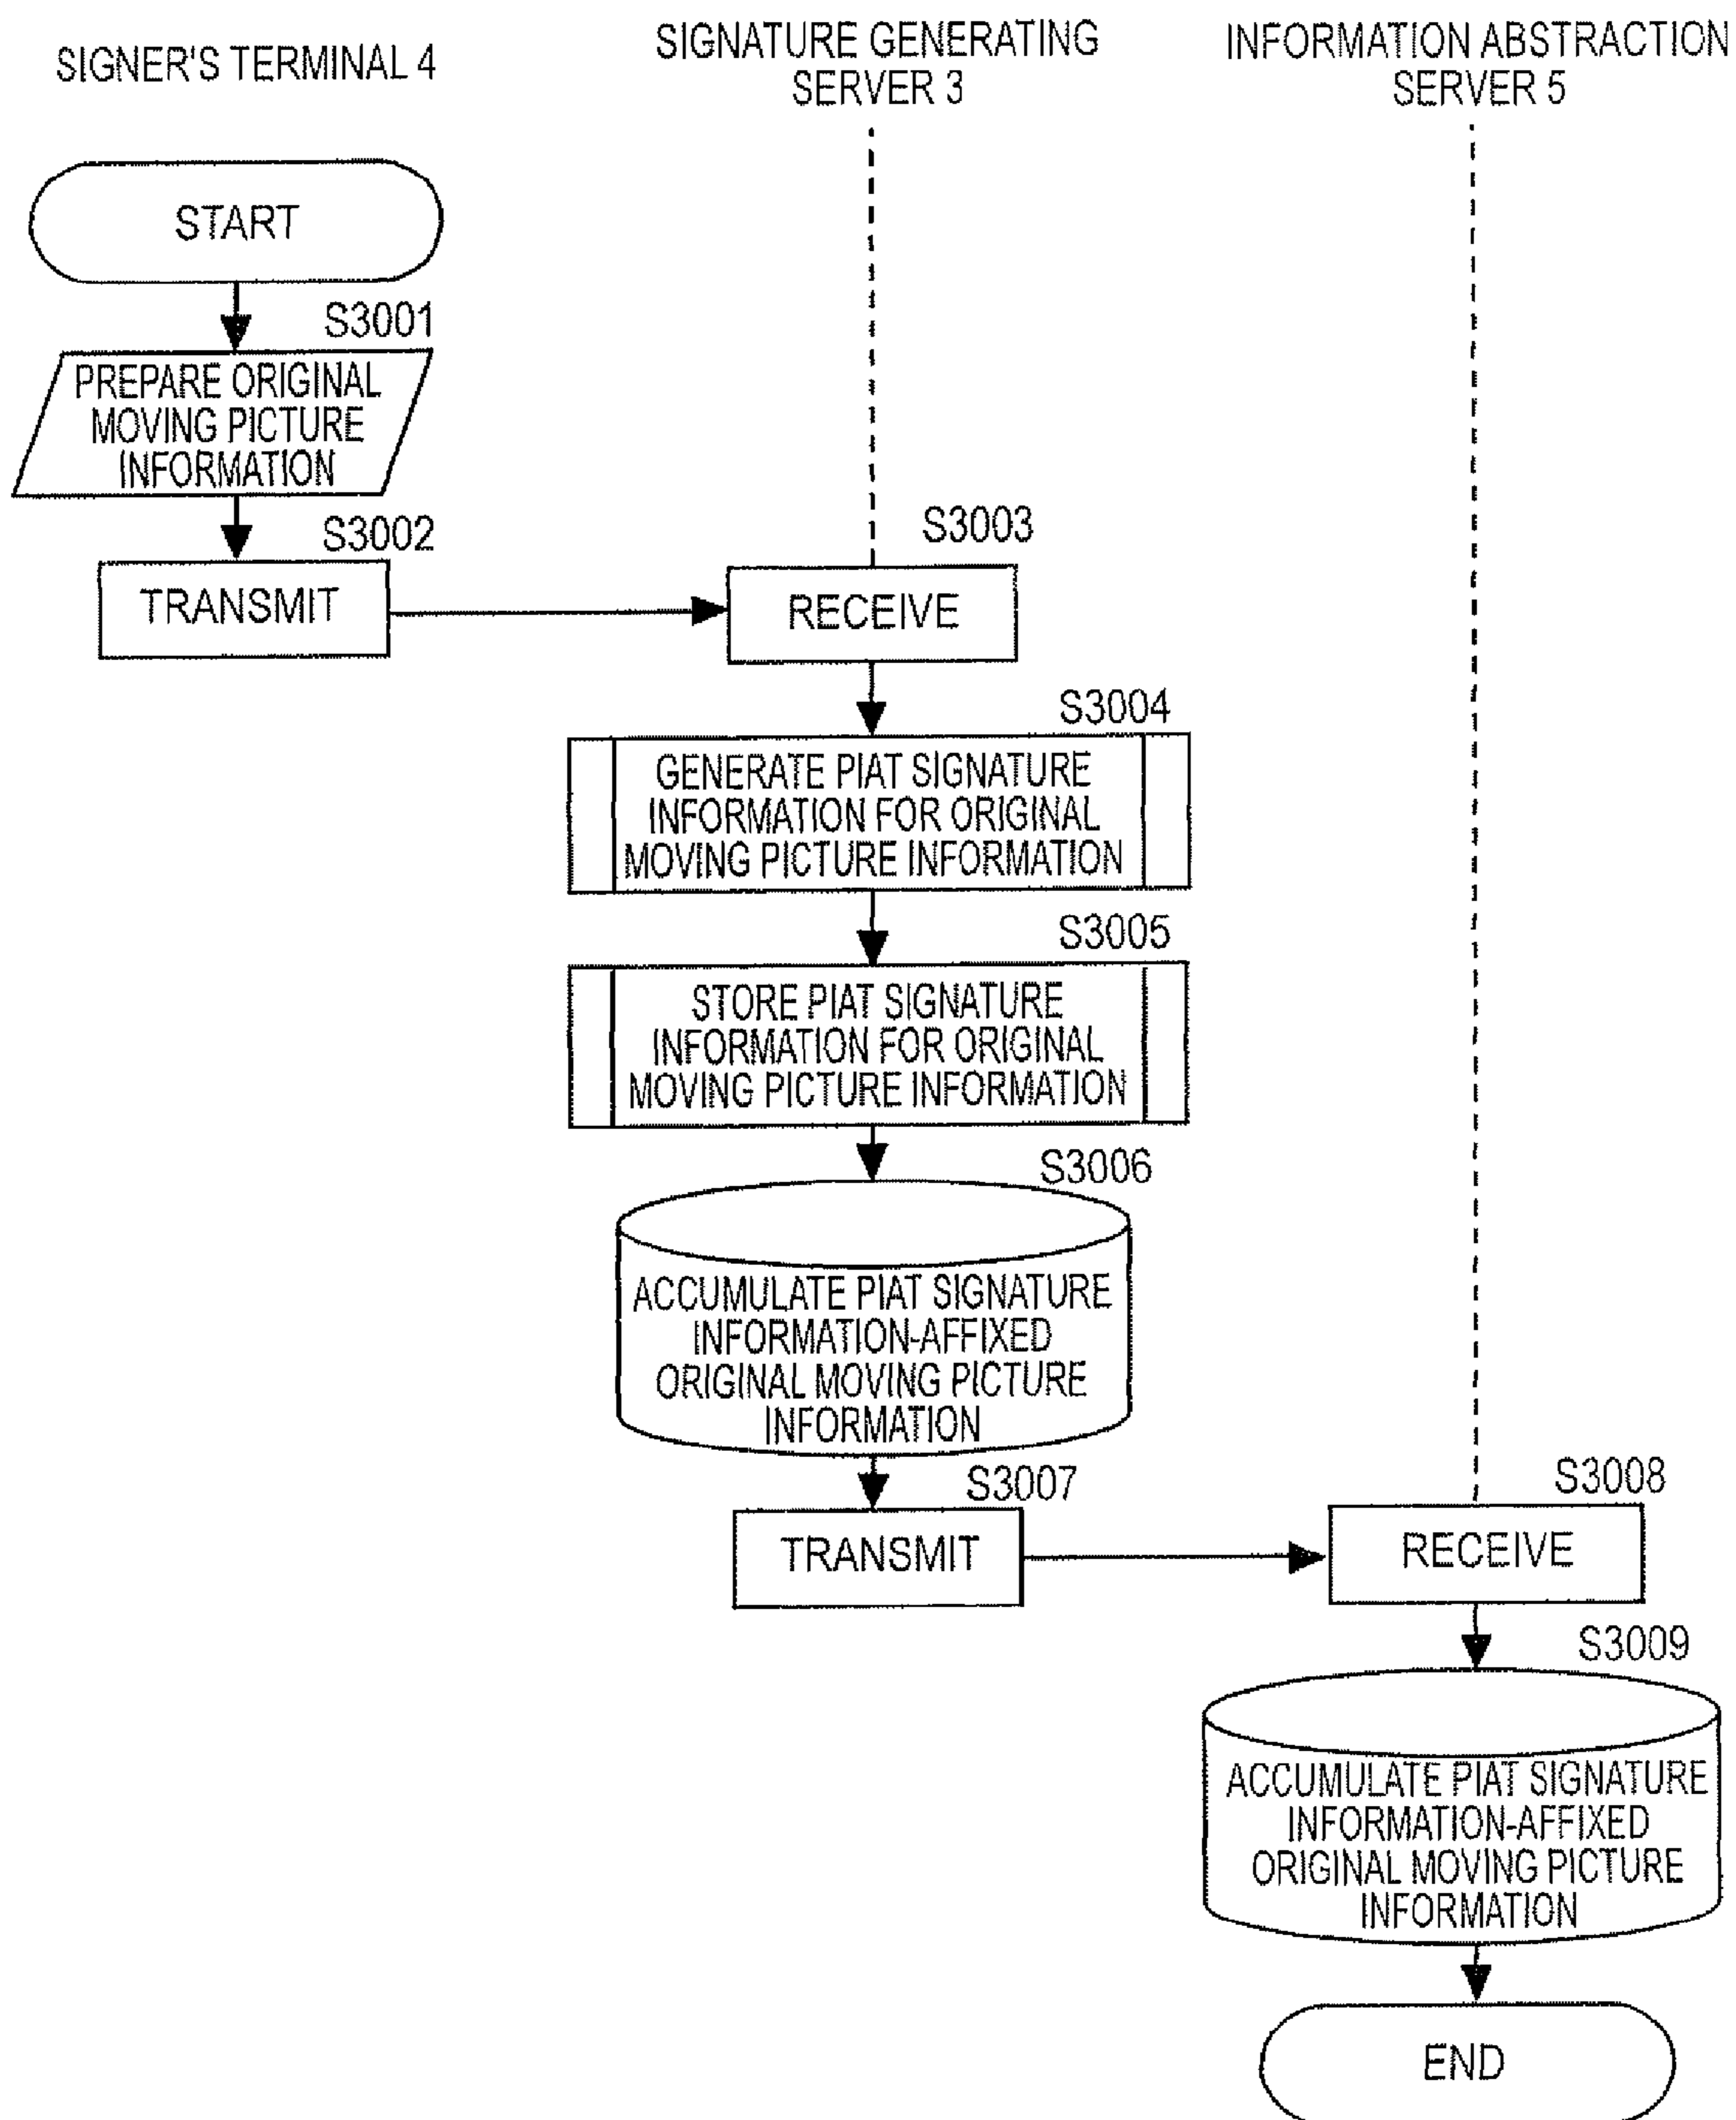 SIGNER'S TERMINAL 4
SIGNATURE GENERATING
SERVER 3
INFORMATION ABSTRACTION
SERVER 5
START
S3001
PREPARE ORIGINAL
MOVING PICTURE
INFORMATION
S3002
TRANSMIT
S3003
RECEIVE
S3004
GENERATE PIAT SIGNATURE
INFORMATION FOR ORIGINAL
MOVING PICTURE INFORMATION
S3005
STORE PIAT SIGNATURE
INFORMATION FOR ORIGINAL
MOVING PICTURE INFORMATION
S3006
ACCUMULATE PIAT SIGNATURE
INFORMATION-AFFIXED
ORIGINAL MOVING PICTURE
INFORMATION
S3007
TRANSMIT
S3008
RECEIVE
S3009
ACCUMULATE PIAT SIGNATURE
INFORMATION-AFFIXED
ORIGINAL MOVING PICTURE
INFORMATION
END